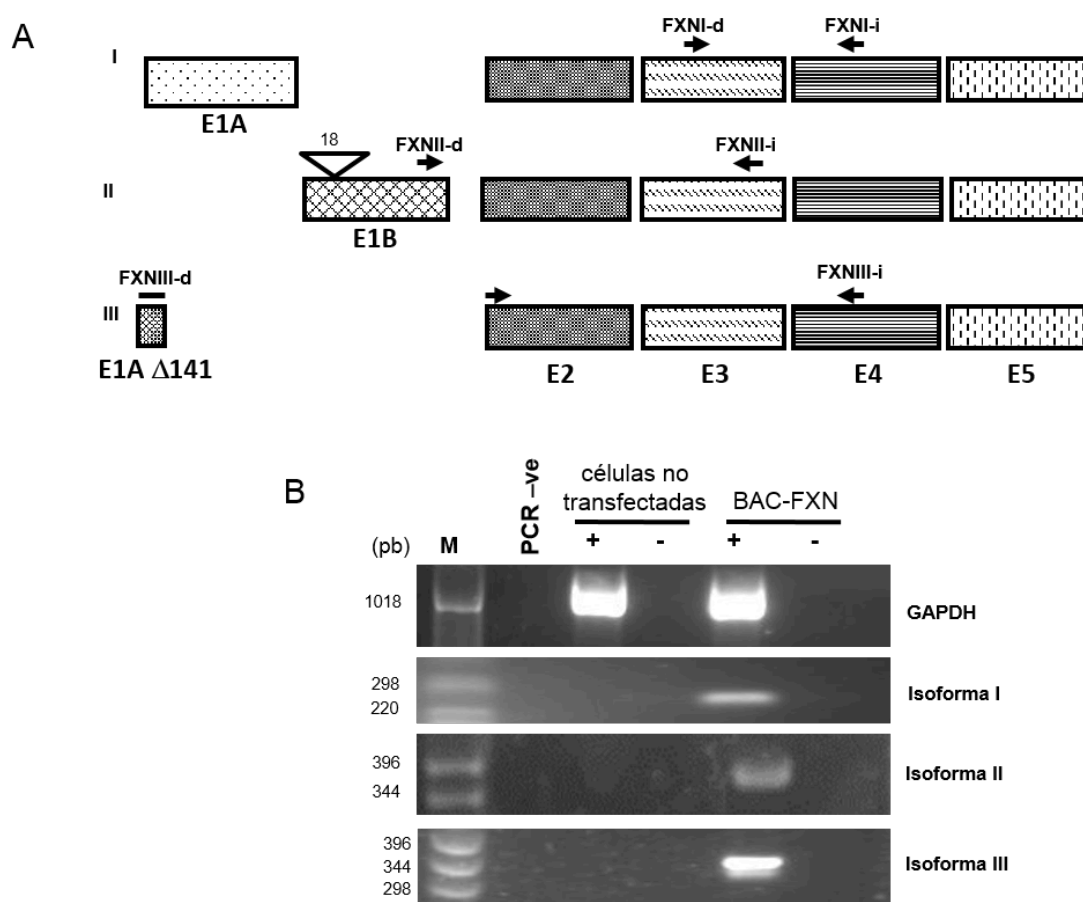 A
I
FXNI-d
FXNI-i
E1A
18
FXNII-d
FXNII-i
II
E1B
FXNIII-d
FXNIII-i
III
E1A Δ141
E2
E3
E4
E5
B
células no
transfectadas
BAC-FXN
(pb)
M
PCR –ve
+
-
+
-
1018
GAPDH
298
220
Isoforma I
396
344
Isoforma II
396
344
298
Isoforma III